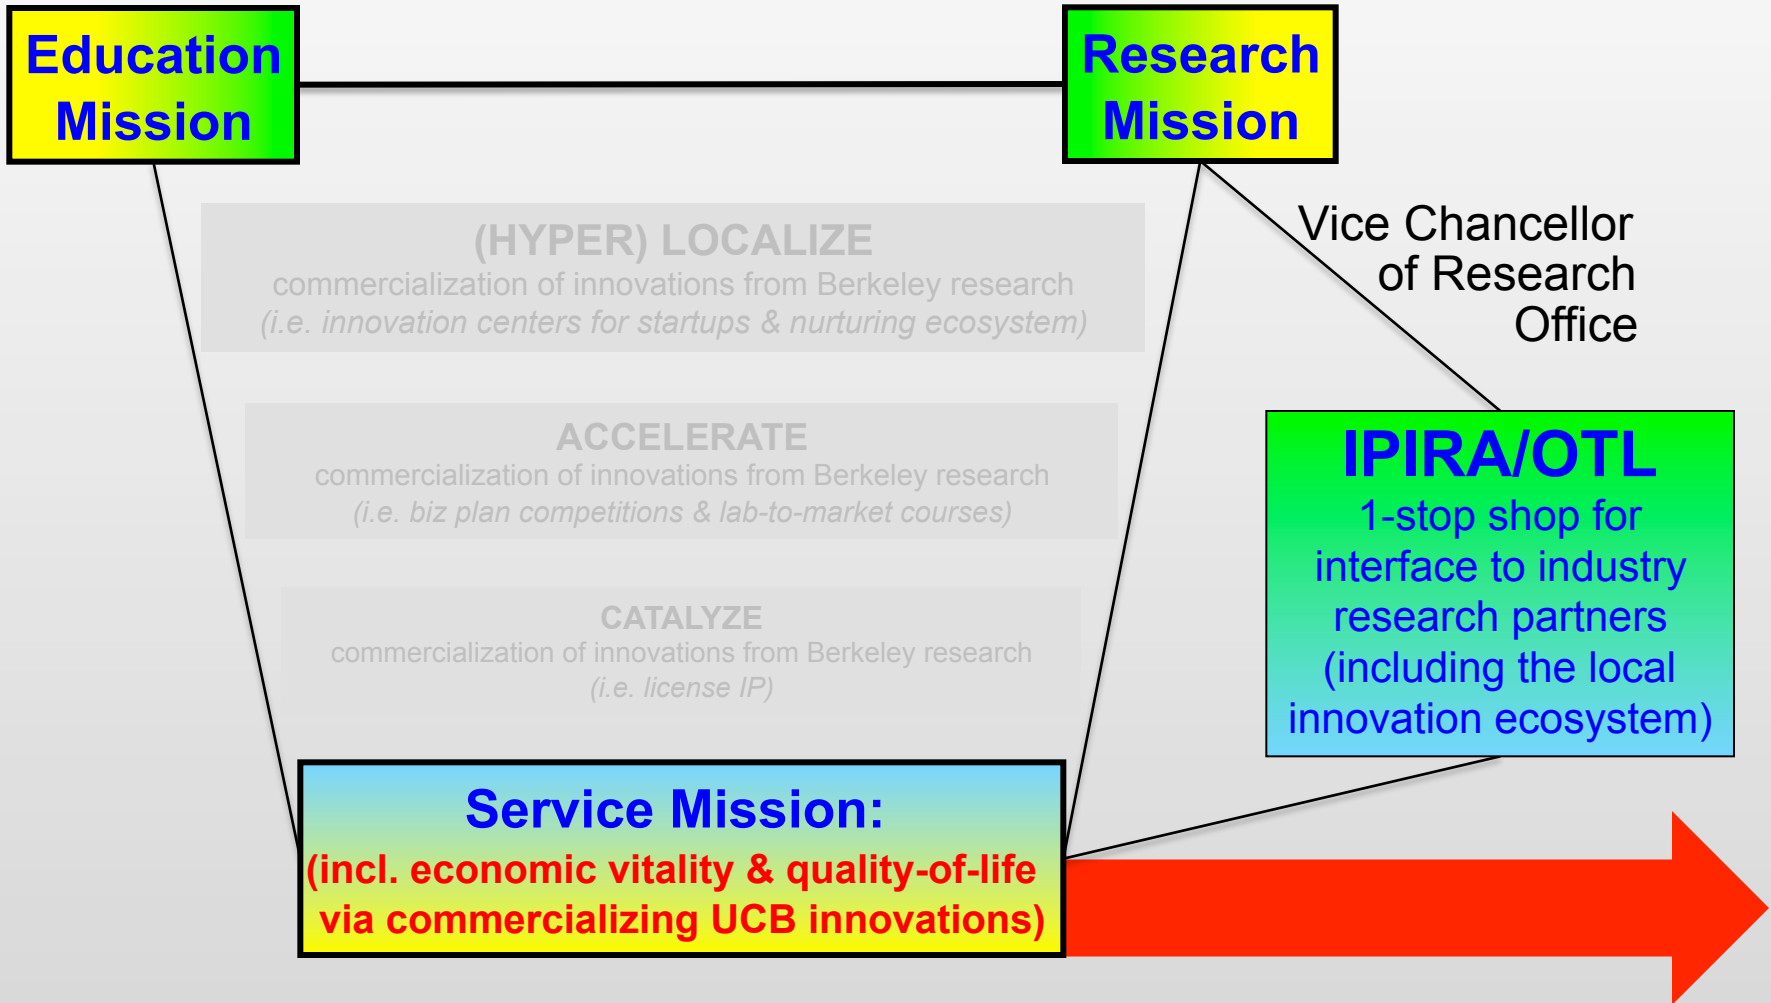 Education
Mission
Research
Mission
(HYPER) LOCALIZE
commercialization of innovations from Berkeley research
(i.e. innovation centers for startups & nurturing ecosystem)
Vice Chancellor
of Research
Office
ACCELERATE
commercialization of innovations from Berkeley research
(i.e. biz plan competitions & lab-to-market courses)
IPIRA/OTL
1-stop shop for
interface to industry
research partners
(including the local
innovation ecosystem)
CATALYZE
commercialization of innovations from Berkeley research
(i.e. license IP)
Service Mission:
(incl. economic vitality & quality-of-life
via commercializing UCB innovations)